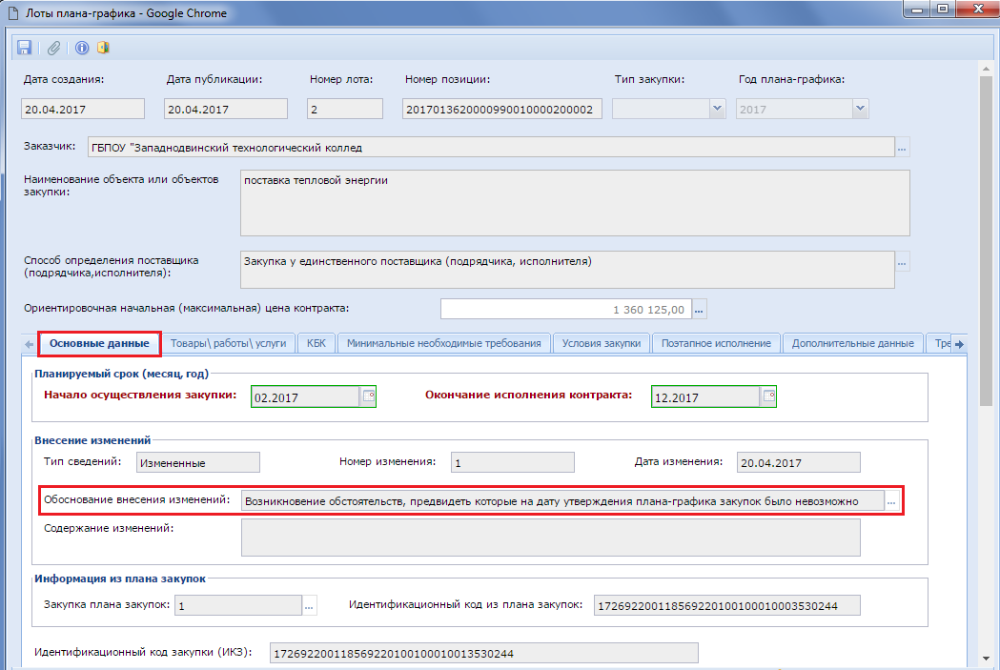 Лоты плана-графика - Google Chrome
Дата создания: Дата публикации: Номер лота: Номер позиции: Тип закупки: Год плана-графика:
20.04.2017 20.04.2017 2 2017013620000990010000200002 2017
Заказчик: ГБПОУ "Западнодвинский технологический коллед ...
Наименование объекта или объектов
закупки:
поставка тепловой энергии
Способ определения поставщика
(подрядчика,исполнителя):
Закупка у единственного поставщика (подрядчика, исполнителя) ...
Ориентировочная начальная (максимальная) цена контракта: 1 360 125,00 ...
Основные данные Товары\ работы\ услуги КБК Минимальные необходимые требования Условия закупки Поэтапное исполнение Дополнительные данные Тре
Планируемый срок (месяц, год)
Начало осуществления закупки: 02.2017 Окончание исполнения контракта: 12.2017
Внесение изменений
Тип сведений: Измененные Номер изменения: 1 Дата изменения: 20.04.2017
Обоснование внесения изменений: Возникновение обстоятельств, предвидеть которые на дату утверждения плана-графика закупок было невозможно ...
Содержание изменений:
Информация из плана закупок
Закупка плана закупок: 1 ... Идентификационный код из плана закупок: 172692200118569220100100010003530244
Идентификационный код закупки (ИКЗ): 172692200118569220100100010013530244